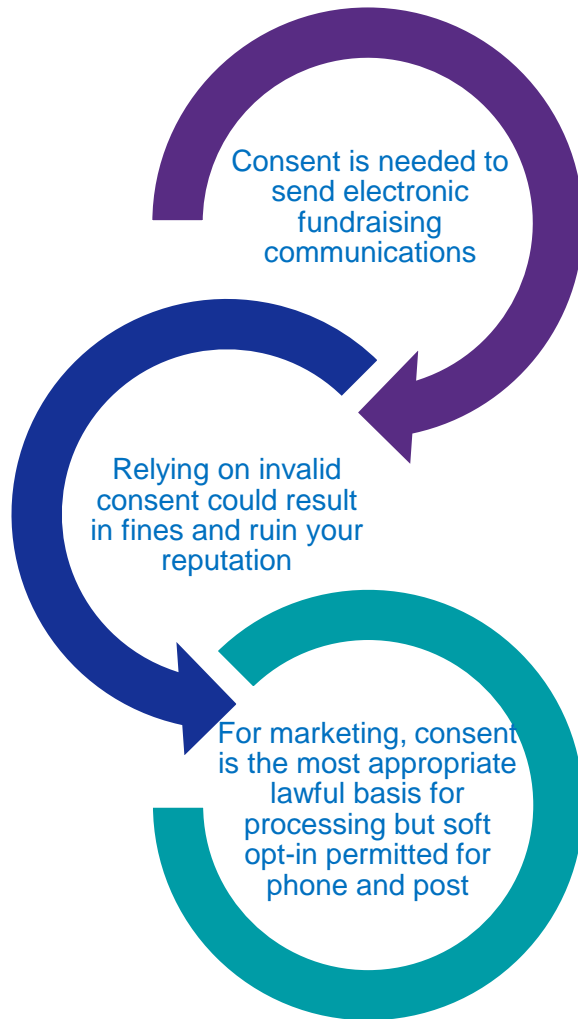 Consent is needed to
send electronic
fundraising
communications
Relying on invalid
consent could result
in fines and ruin your
reputation
For marketing, consent
is the most appropriate
lawful basis for
processing but soft
opt-in permitted for
phone and post